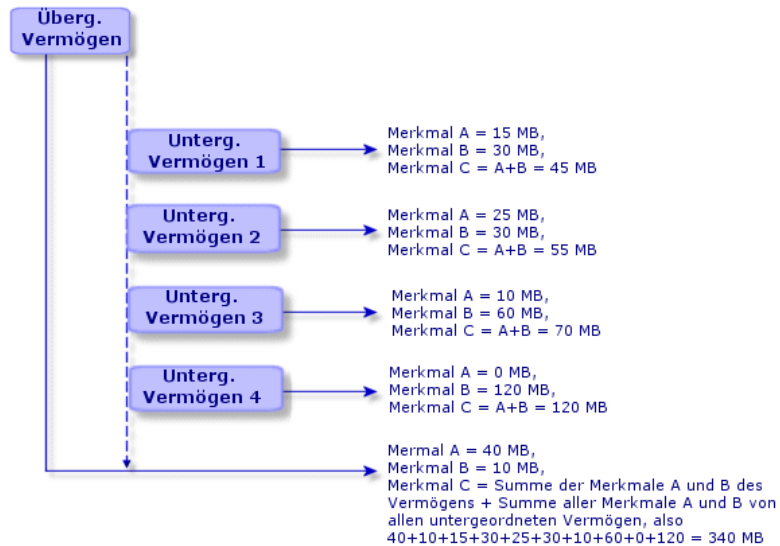 Überg.
Vermögen
Unterg.
Vermögen 1
Merkmal A = 15 MB,
Merkmal B = 30 MB,
Merkmal C = A+B = 45 MB
Unterg.
Vermögen 2
Merkmal A = 25 MB,
Merkmal B = 30 MB,
Merkmal C = A+B = 55 MB
Unterg.
Vermögen 3
Merkmal A = 10 MB,
Merkmal B = 60 MB,
Merkmal C = A+B = 70 MB
Unterg.
Vermögen 4
Merkmal A = 0 MB,
Merkmal B = 120 MB,
Merkmal C = A+B = 120 MB
Mermal A = 40 MB,
Merkmal B = 10 MB,
Merkmal C = Summe der Merkmale A und B des
Vermögens + Summe aller Merkmale A und B von
allen untergeordneten Vermögen, also
40+10+15+30+25+30+10+60+0+120 = 340 MB